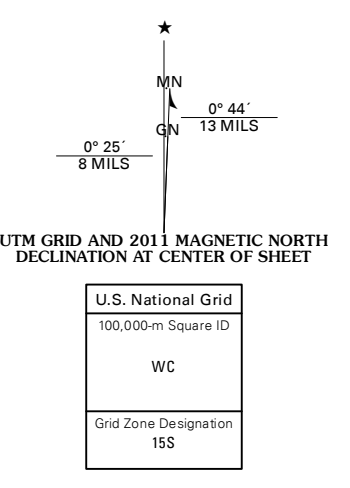 ★
MN
0° 44´
13 MILS
GN
0° 25´
8 MILS
UTM GRID AND 2011 MAGNETIC NORTH
DECLINATION AT CENTER OF SHEET
U.S. National Grid
100,000-m Square ID
WC
Grid Zone Designation
15S